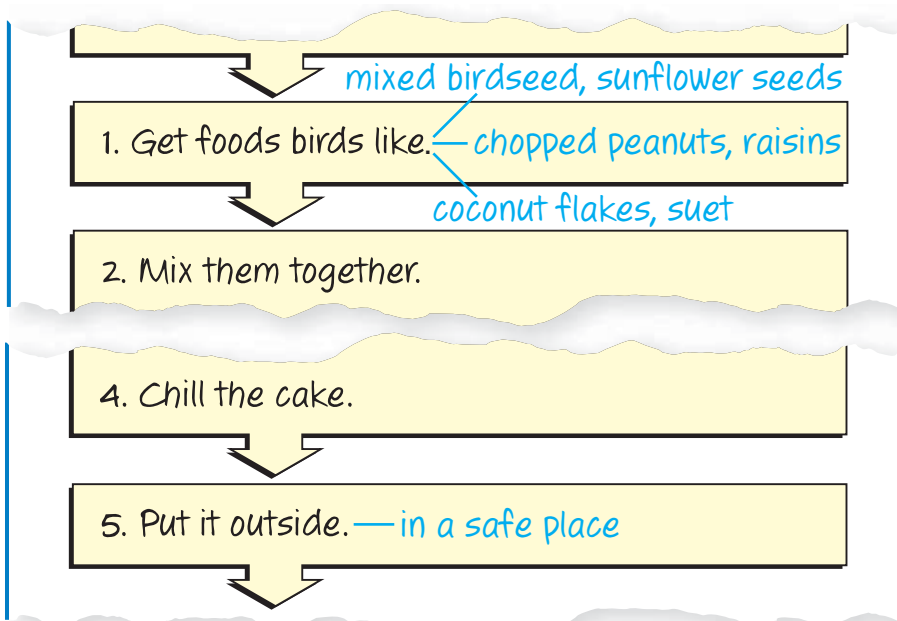 mixed birdseed, sunflower seeds
1. Get foods birds like. chopped peanuts, raisins
coconut flakes, suet
2. Mix them together.
4. Chill the cake.
5. Put it outside. in a safe place